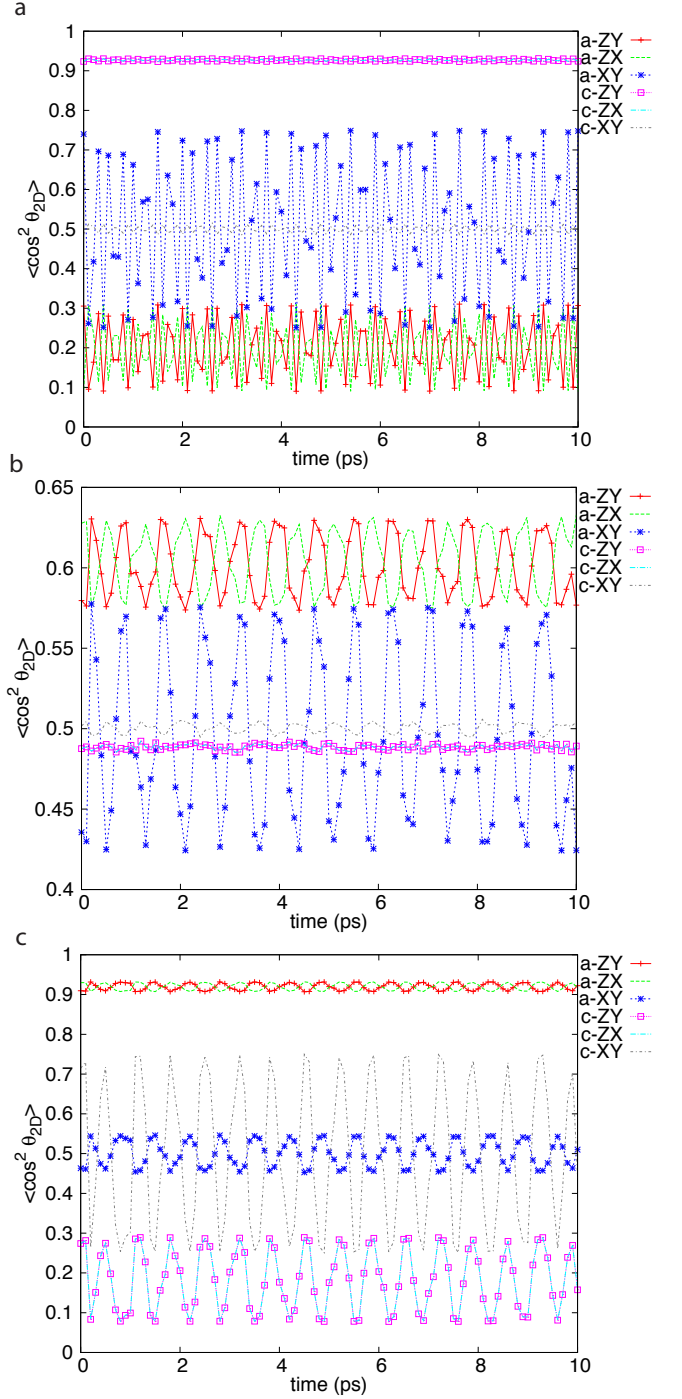 a
1
0.9
0.8
0.7
0.6
0.5
0.4
0.3
0.2
0.1
0
0 2 4 6 8 10
<cos² θ2D>
time (ps)
a-ZY
a-ZX
a-XY
c-ZY
c-ZX
c-XY
b
0.65
0.6
0.55
0.5
0.45
0.4
0 2 4 6 8 10
<cos² θ2D>
time (ps)
a-ZY
a-ZX
a-XY
c-ZY
c-ZX
c-XY
c
1
0.9
0.8
0.7
0.6
0.5
0.4
0.3
0.2
0.1
0
0 2 4 6 8 10
<cos² θ2D>
time (ps)
a-ZY
a-ZX
a-XY
c-ZY
c-ZX
c-XY